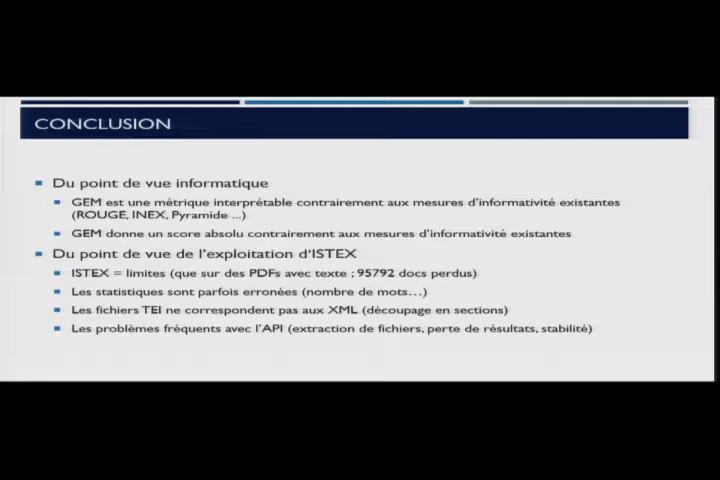 CONCLUSION
Du point de vue informatique
GEM est une métrique interprétable contrairement aux mesures d'informativité existantes
(ROUGE, INEX, Pyramide ...)
GEM donne un score absolu contrairement aux mesures d'informativité existantes
Du point de vue de l'exploitation d'ISTEX
ISTEX = limites (que sur des PDFs avec texte ; 95792 docs perdus)
Les statistiques sont parfois erronées (nombre de mots...)
Les fichiers TEI ne correspondent pas aux XML (découpage en sections)
Les problèmes fréquents avec l'API (extraction de fichiers, perte de résultats, stabilité)